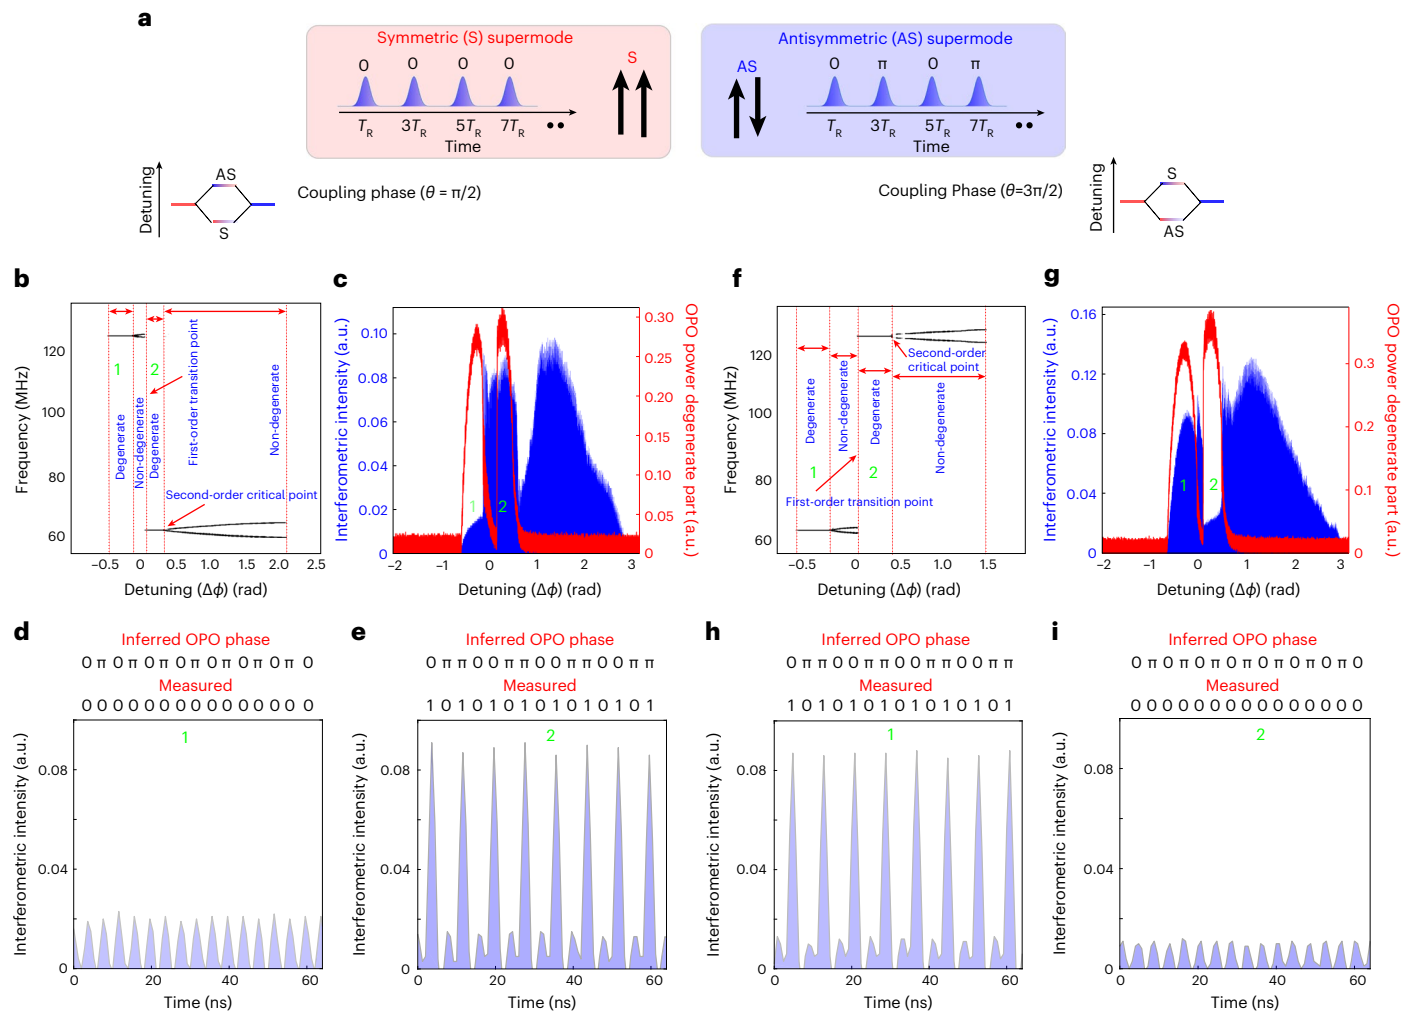 a
Symmetric (S) supermode
0 0 0 0
S
TR 3TR 5TR 7TR ••
Time
Antisymmetric (AS) supermode
AS
0 π 0 π
TR 3TR 5TR 7TR ••
Time
Detuning
AS
S
Coupling phase (θ = π/2)
Coupling Phase (θ=3π/2)
Detuning
S
AS
b
Frequency (MHz)
120
100
80
60
1
2
Degenerate
Non-degenerate
Degenerate
First-order transition point
Non-degenerate
Second-order critical point
−0.5 0 0.5 1.0 1.5 2.0 2.5
Detuning (Δϕ) (rad)
c
Interferometric intensity (a.u.)
0.10
0.08
0.06
0.04
0.02
0
1
2
0.30
0.25
0.20
0.15
0.10
0.05
0
OPO power degenerate part (a.u.)
−2 −1 0 1 2 3
Detuning (Δϕ) (rad)
f
Frequency (MHz)
120
100
80
60
Second-order
critical point
Degenerate
Non-degenerate
Degenerate
Non-degenerate
1
2
First-order transition point
−0.5 0 0.5 1.0 1.5
Detuning (Δϕ) (rad)
g
Interferometric intensity (a.u.)
0.16
0.12
0.08
0.04
0
1
2
0.3
0.2
0.1
0
OPO power degenerate part (a.u.)
−2 −1 0 1 2 3
Detuning (Δϕ) (rad)
d
Inferred OPO phase
0 π 0 π 0 π 0 π 0 π 0 π 0 π 0
Measured
0 0 0 0 0 0 0 0 0 0 0 0 0 0 0
1
Interferometric intensity (a.u.)
0.08
0.04
0
0 20 40 60
Time (ns)
e
Inferred OPO phase
0 π π 0 0 π π 0 0 π π 0 0 π π
Measured
1 0 1 0 1 0 1 0 1 0 1 0 1 0 1
2
Interferometric intensity (a.u.)
0.08
0.04
0
0 20 40 60
Time (ns)
h
Inferred OPO phase
0 π π 0 0 π π 0 0 π π 0 0 π π
Measured
1 0 1 0 1 0 1 0 1 0 1 0 1 0 1
1
Interferometric intensity (a.u.)
0.08
0.04
0
0 20 40 60
Time (ns)
i
Inferred OPO phase
0 π 0 π 0 π 0 π 0 π 0 π 0 π 0
Measured
0 0 0 0 0 0 0 0 0 0 0 0 0 0 0
2
Interferometric intensity (a.u.)
0.08
0.04
0
0 20 40 60
Time (ns)